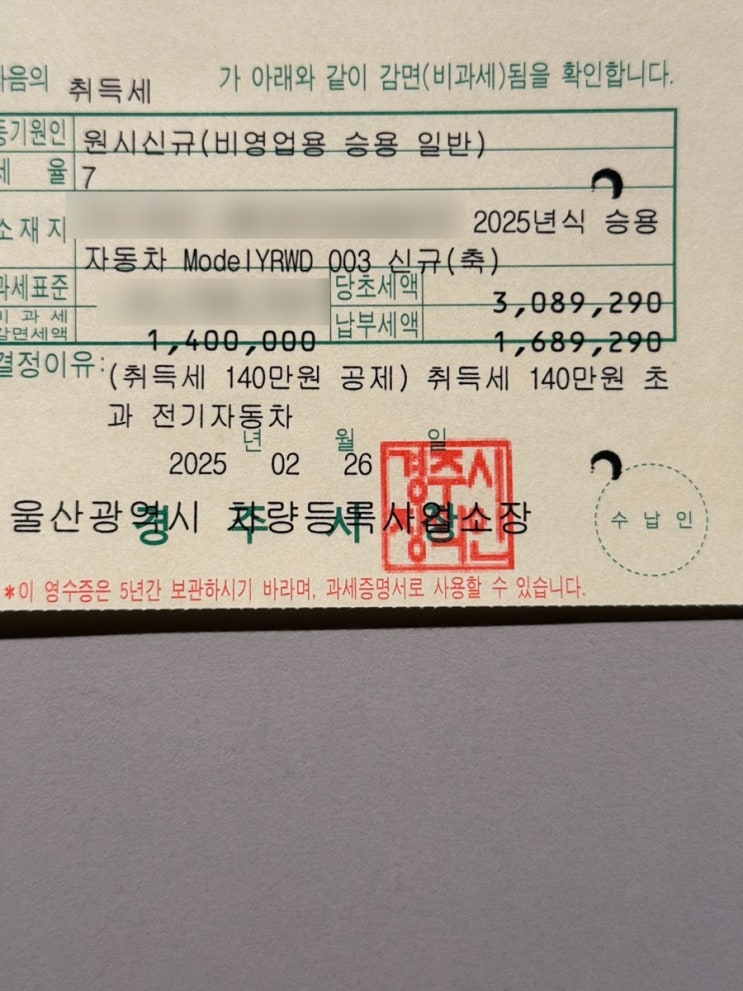 다음의 취득세 가 아래와 같이 감면(비과세)됨을 확인합니다.
등기원인 원시신규(비영업용 승용 일반)
세 율 7
소재지 2025년식 승용
자동차 ModelYRWD 003 신규(축)
과세표준 당초세액 3,089,290
비 과 세
감면세액 1,400,000 납부세액 1,689,290
결정이유: (취득세 140만원 공제) 취득세 140만원 초
과 전기자동차
년 월 일
2025 02 26
울산광역시 차량등록사업소장
경 주 시 장
경주시
수 납 인
*이 영수증은 5년간 보관하시기 바라며, 과세증명서로 사용할 수 있습니다.